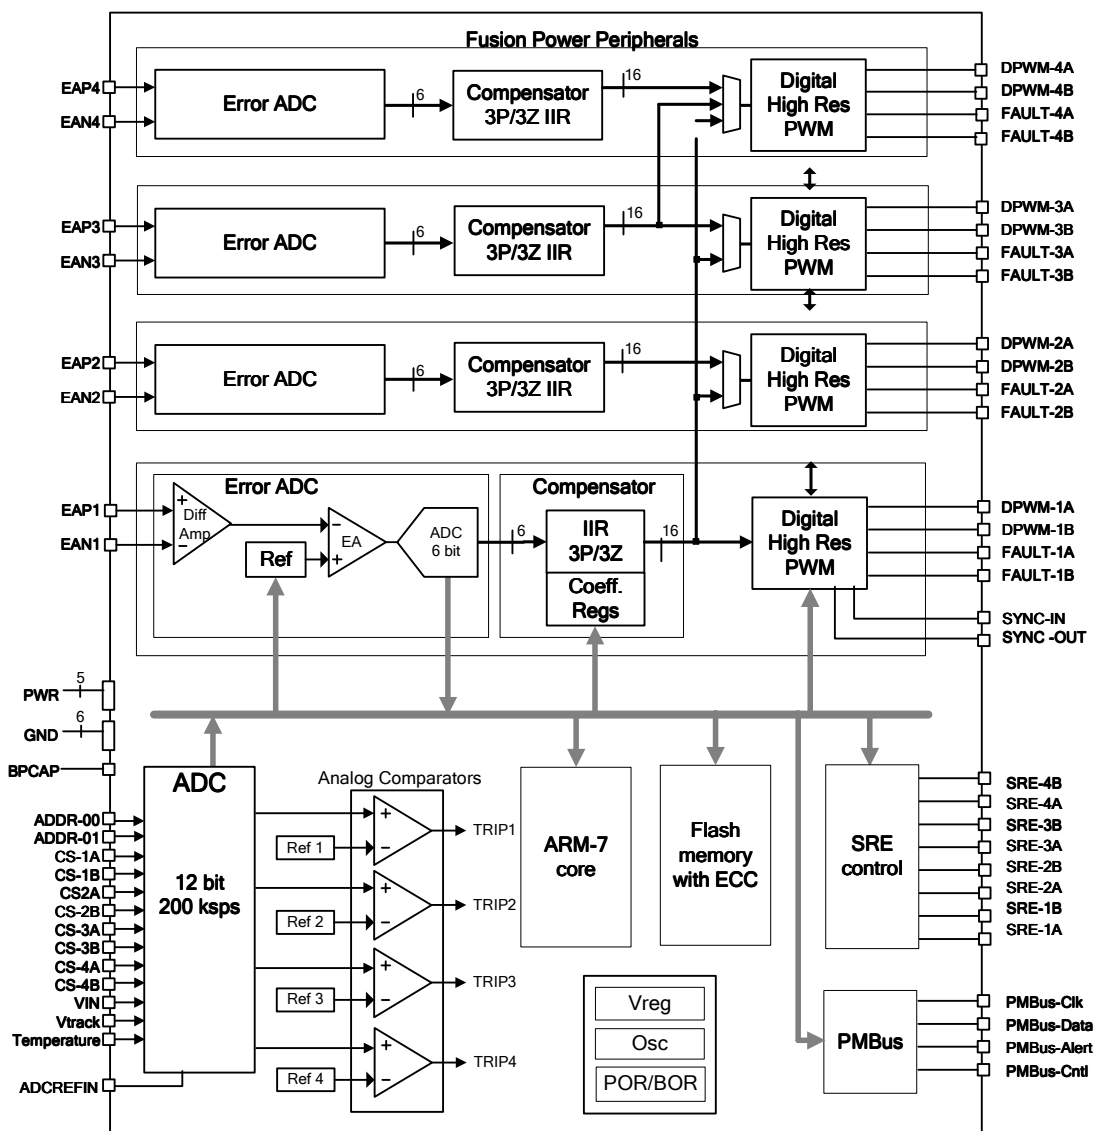 Fusion Power Peripherals
EAP4
EAN4
Error ADC
6
Compensator
3P/3Z IIR
16
Digital
High Res
PWM
DPWM-4A
DPWM-4B
FAULT-4A
FAULT-4B
EAP3
EAN3
Error ADC
6
Compensator
3P/3Z IIR
16
Digital
High Res
PWM
DPWM-3A
DPWM-3B
FAULT-3A
FAULT-3B
EAP2
EAN2
Error ADC
6
Compensator
3P/3Z IIR
16
Digital
High Res
PWM
DPWM-2A
DPWM-2B
FAULT-2A
FAULT-2B
EAP1
EAN1
Error ADC
+
Diff
Amp
−
Ref
−
EA
+
ADC
6 bit
6
Compensator
IIR
3P/3Z
Coeff.
Regs
16
Digital
High Res
PWM
DPWM-1A
DPWM-1B
FAULT-1A
FAULT-1B
SYNC-IN
SYNC -OUT
PWR
5
GND
6
BPCAP
ADDR-00
ADDR-01
CS-1A
CS-1B
CS2A
CS-2B
CS-3A
CS-3B
CS-4A
CS-4B
VIN
Vtrack
Temperature
ADCREFIN
ADC
12 bit
200 ksps
Analog Comparators
+
Ref 1
−
TRIP1
+
Ref 2
−
TRIP2
+
Ref 3
−
TRIP3
+
Ref 4
−
TRIP4
ARM-7
core
Flash
memory
with ECC
Vreg
Osc
POR/BOR
SRE
control
SRE-4B
SRE-4A
SRE-3B
SRE-3A
SRE-2B
SRE-2A
SRE-1B
SRE-1A
PMBus
PMBus-Clk
PMBus-Data
PMBus-Alert
PMBus-Cntl